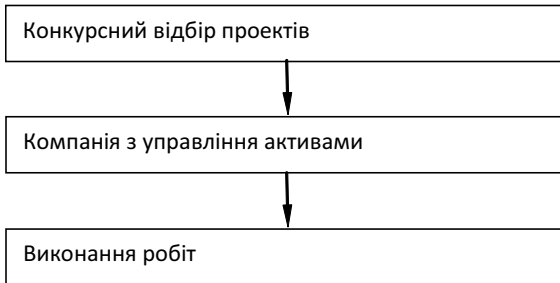 Конкурсний відбір проектів
Компанія з управління активами
Виконання робіт